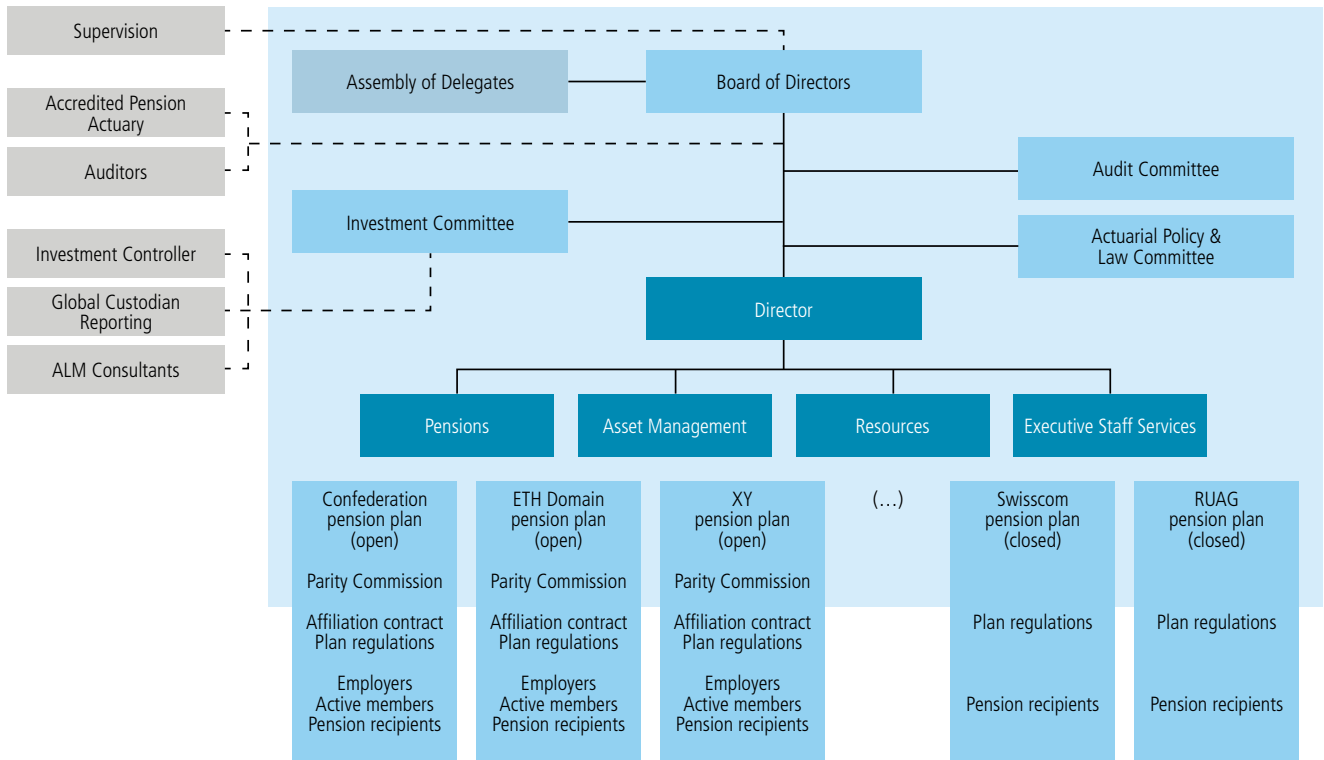 Supervision
Assembly of Delegates
Board of Directors
Accredited Pension
Actuary
Auditors
Audit Committee
Investment Committee
Actuarial Policy &
Law Committee
Investment Controller
Global Custodian
Reporting
ALM Consultants
Director
Pensions
Asset Management
Resources
Executive Staff Services
Confederation
pension plan
(open)
Parity Commission
Affiliation contract
Plan regulations
Employers
Active members
Pension recipients
ETH Domain
pension plan
(open)
Parity Commission
Affiliation contract
Plan regulations
Employers
Active members
Pension recipients
XY
pension plan
(open)
Parity Commission
Affiliation contract
Plan regulations
Employers
Active members
Pension recipients
(…)
Swisscom
pension plan
(closed)
Plan regulations
Pension recipients
RUAG
pension plan
(closed)
Plan regulations
Pension recipients